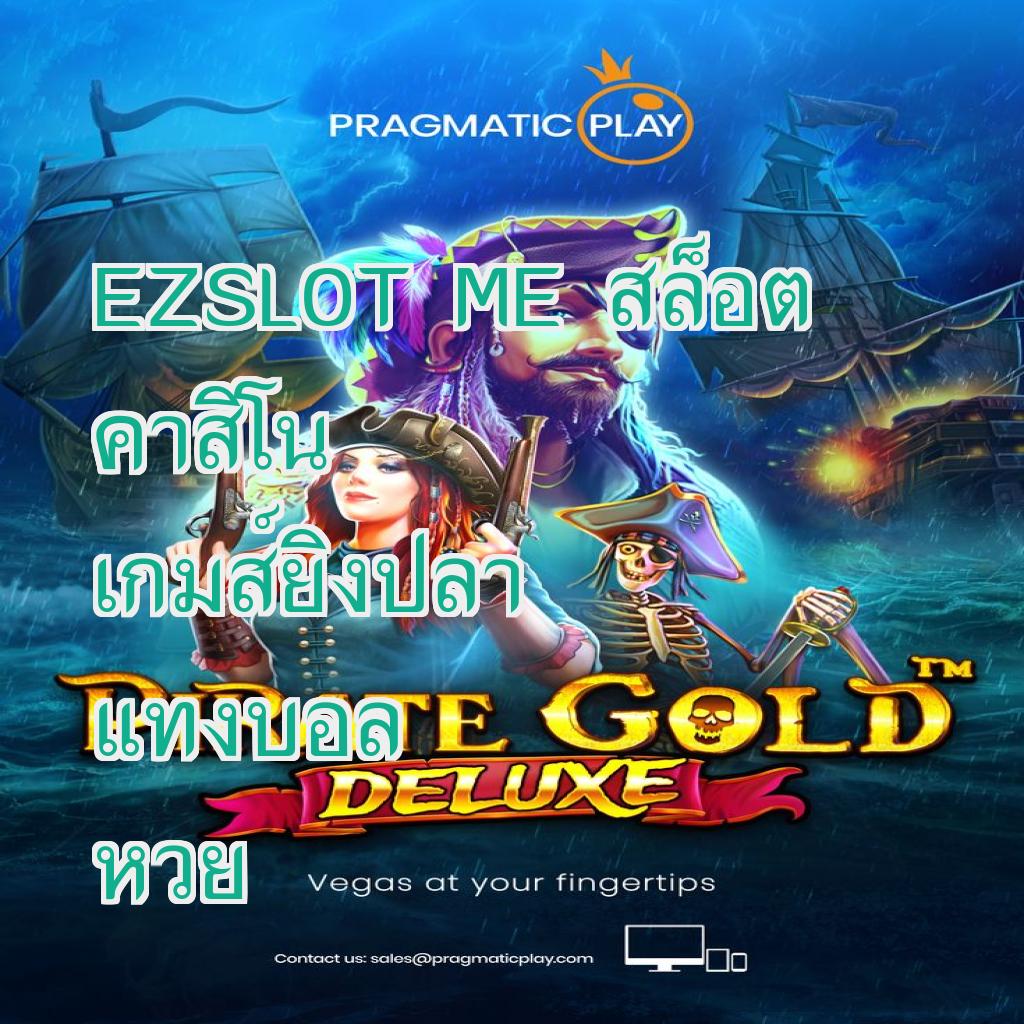 PRAGMATIC PLAY
EZSLOT ME สล็อต
คาสิโน
เกมส์ยิงปลา
PIRATE GOLD™
แทงบอล
DELUXE
หวย
Vegas at your fingertips
Contact us: sales@pragmaticplay.com